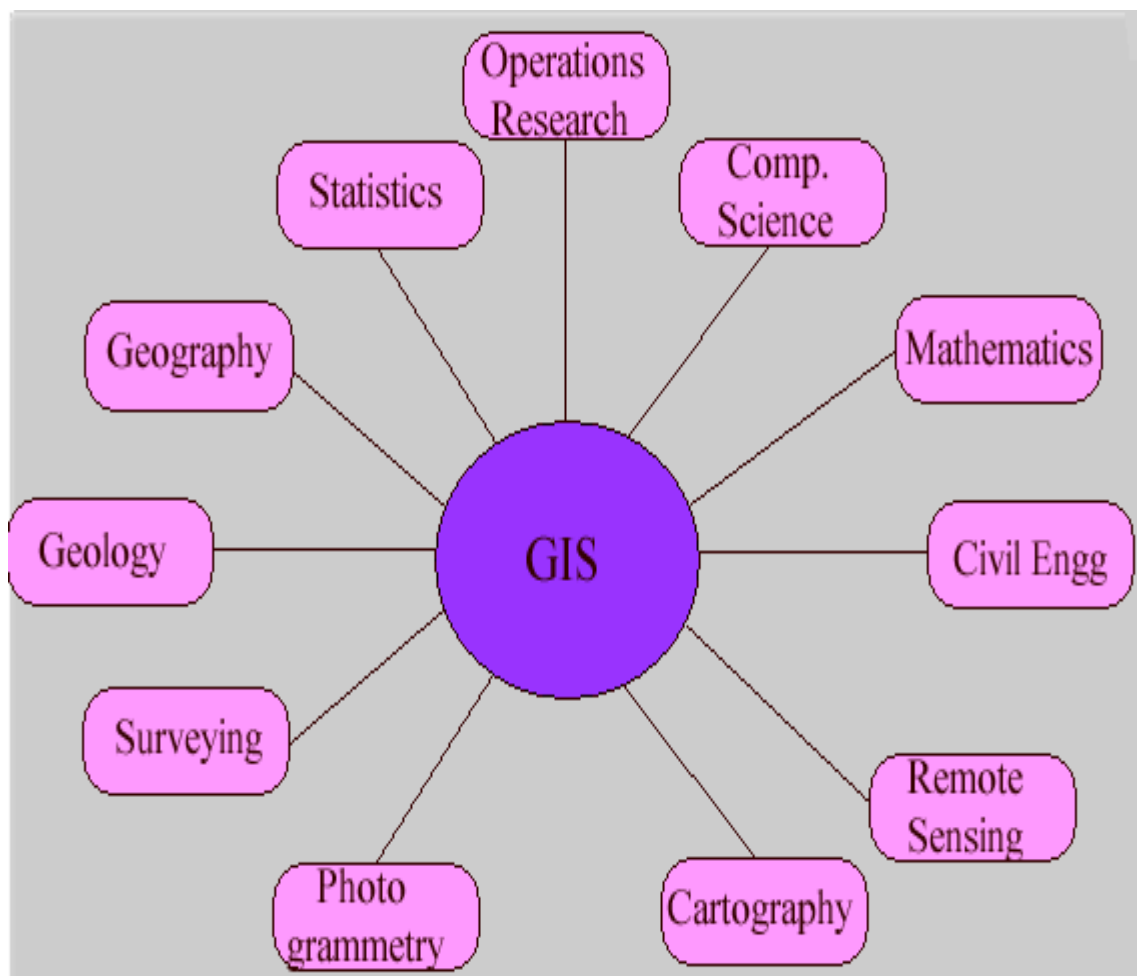 Operations
Research
Comp.
Science
Statistics
Mathematics
Geography
GIS
Civil Engg
Geology
Surveying
Remote
Sensing
Cartography
Photo
grammetry